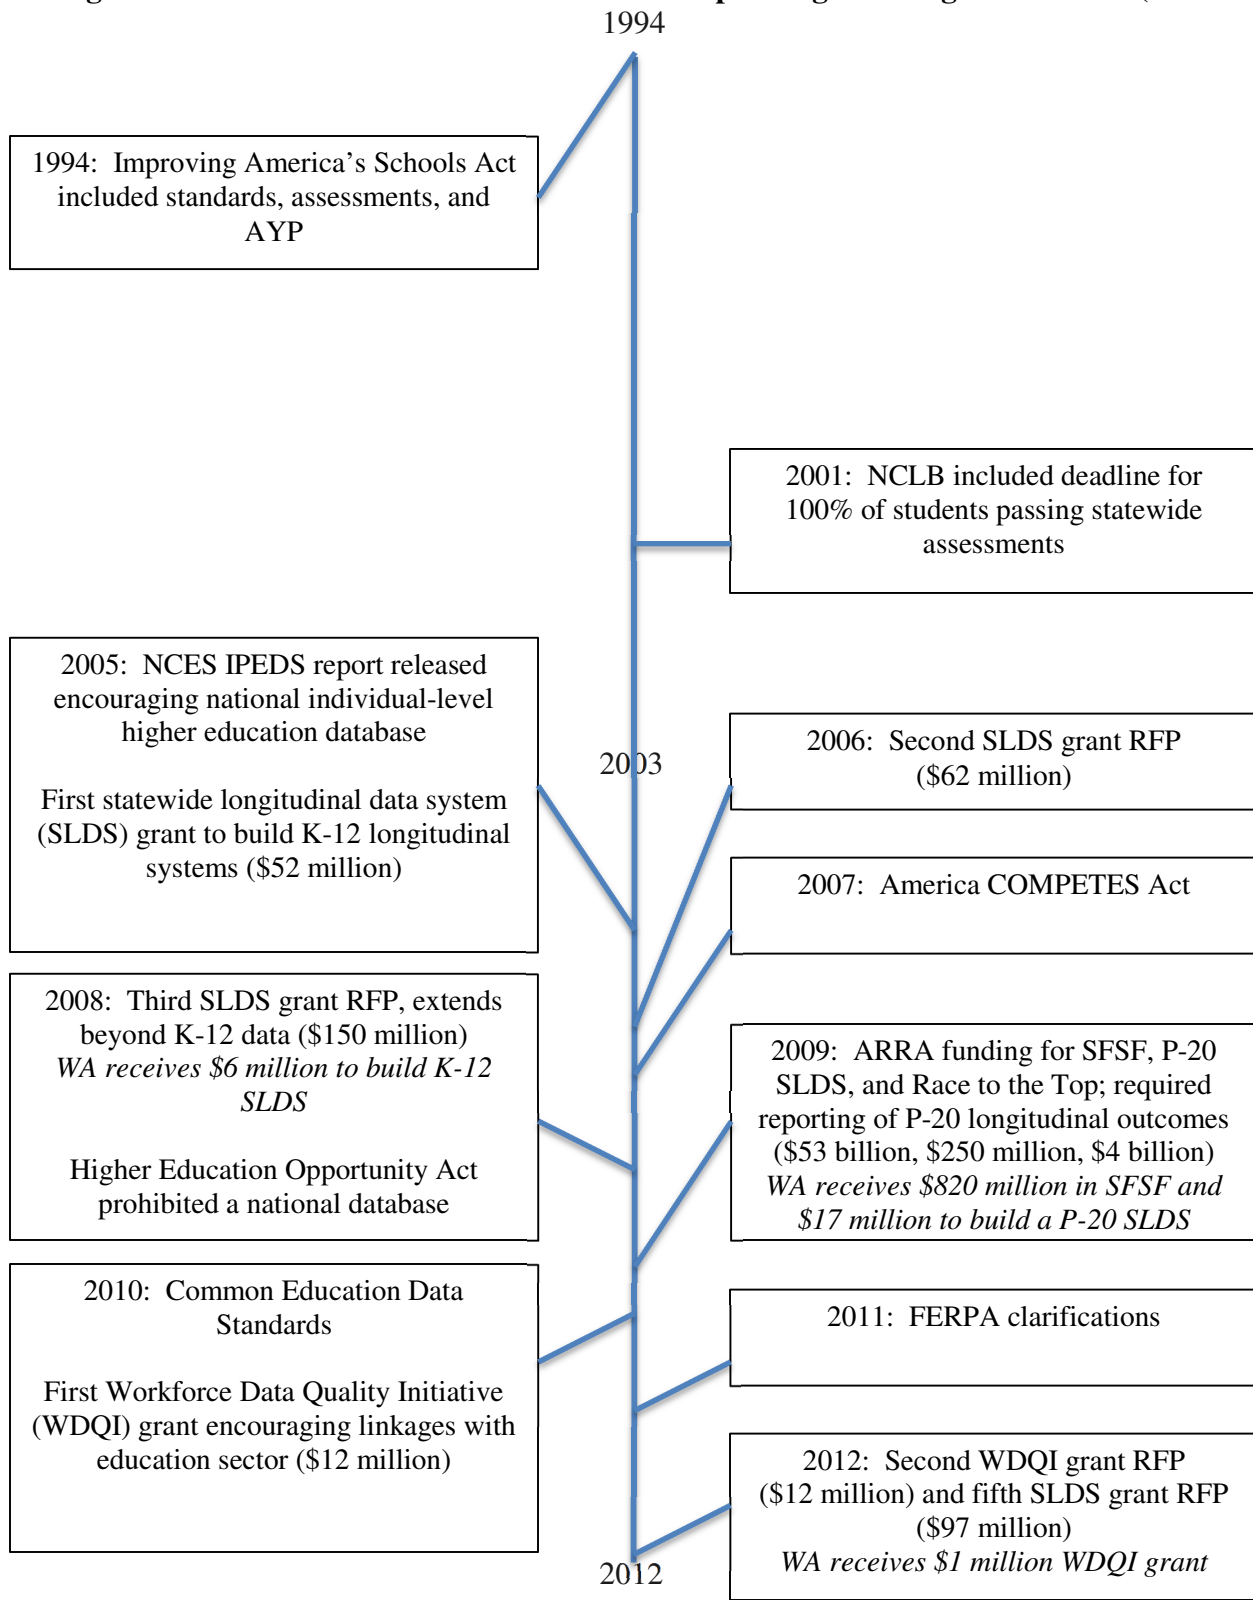 1994
1994: Improving America's Schools Act
included standards, assessments, and
AYP
2001: NCLB included deadline for
100% of students passing statewide
assessments
2005: NCES IPEDS report released
encouraging national individual-level
higher education database
First statewide longitudinal data system
(SLDS) grant to build K-12 longitudinal
systems ($52 million)
2003
2006: Second SLDS grant RFP
($62 million)
2007: America COMPETES Act
2008: Third SLDS grant RFP, extends
beyond K-12 data ($150 million)
WA receives $6 million to build K-12
SLDS
Higher Education Opportunity Act
prohibited a national database
2009: ARRA funding for SFSF, P-20
SLDS, and Race to the Top; required
reporting of P-20 longitudinal outcomes
($53 billion, $250 million, $4 billion)
WA receives $820 million in SFSF and
$17 million to build a P-20 SLDS
2010: Common Education Data
Standards
First Workforce Data Quality Initiative
(WDQI) grant encouraging linkages with
education sector ($12 million)
2011: FERPA clarifications
2012: Second WDQI grant RFP
($12 million) and fifth SLDS grant RFP
($97 million)
WA receives $1 million WDQI grant
2012